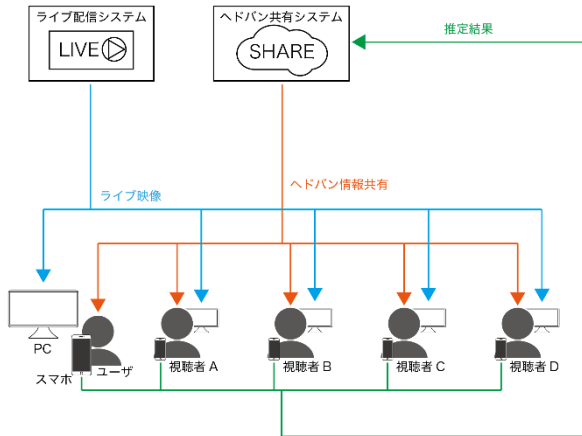 ライブ配信システム
LIVE
ヘドバン共有システム
SHARE
推定結果
ライブ映像
ヘドバン情報共有
PC
スマホ
ユーザ
視聴者 A
視聴者 B
視聴者 C
視聴者 D